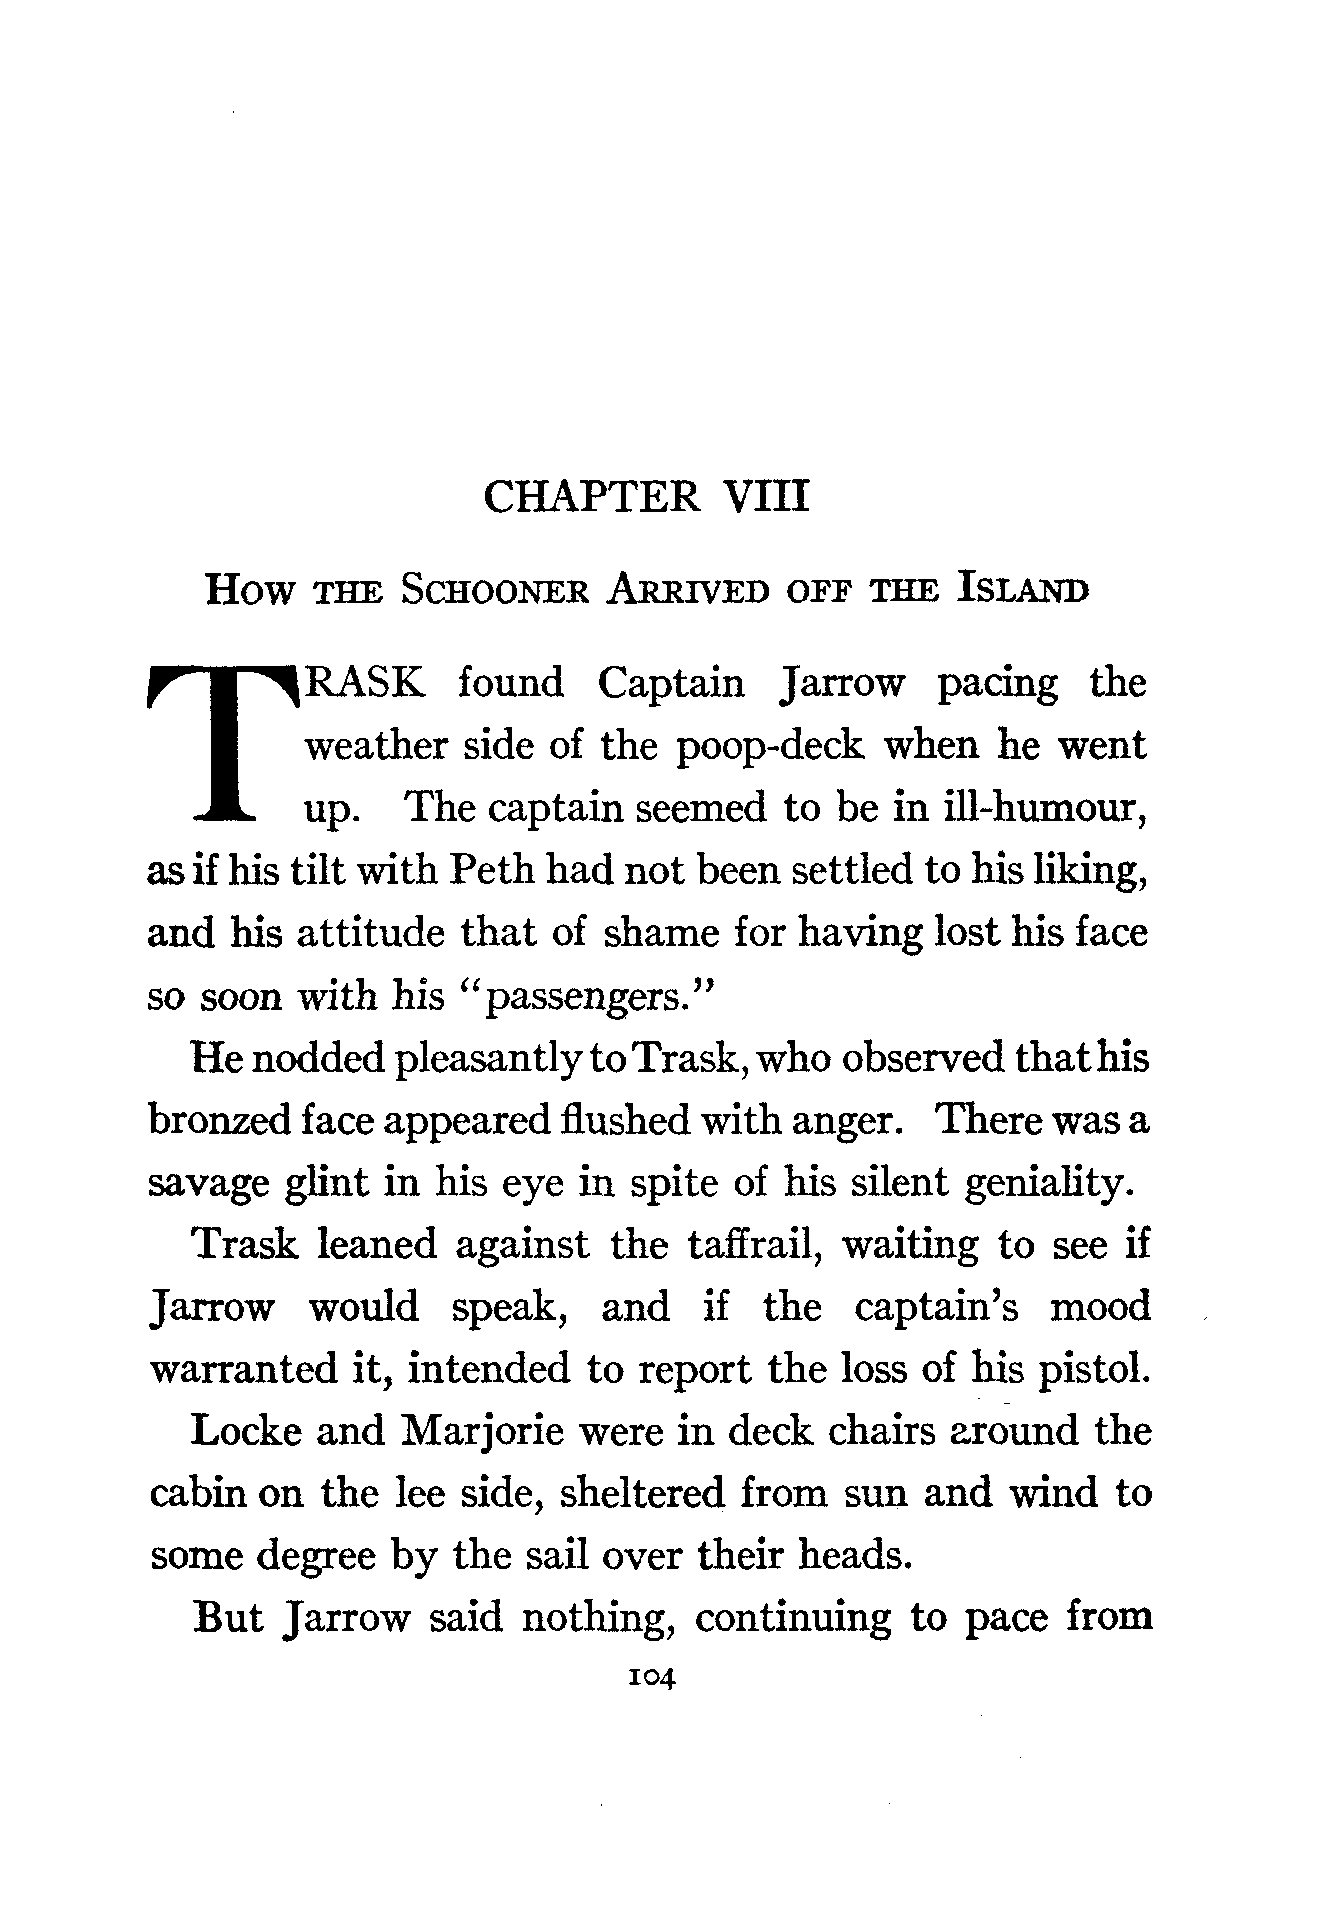 CHAPTER VIII
How the Schooner Arrived off the Island
TRASK found Captain Jarrow pacing the
weather side of the poop-deck when he went
up. The captain seemed to be in ill-humour,
as if his tilt with Peth had not been settled to his liking,
and his attitude that of shame for having lost his face
so soon with his "passengers."
He nodded pleasantly to Trask, who observed that his
bronzed face appeared flushed with anger. There was a
savage glint in his eye in spite of his silent geniality.
Trask leaned against the taffrail, waiting to see if
Jarrow would speak, and if the captain's mood
warranted it, intended to report the loss of his pistol.
Locke and Marjorie were in deck chairs around the
cabin on the lee side, sheltered from sun and wind to
some degree by the sail over their heads.
But Jarrow said nothing, continuing to pace from
104